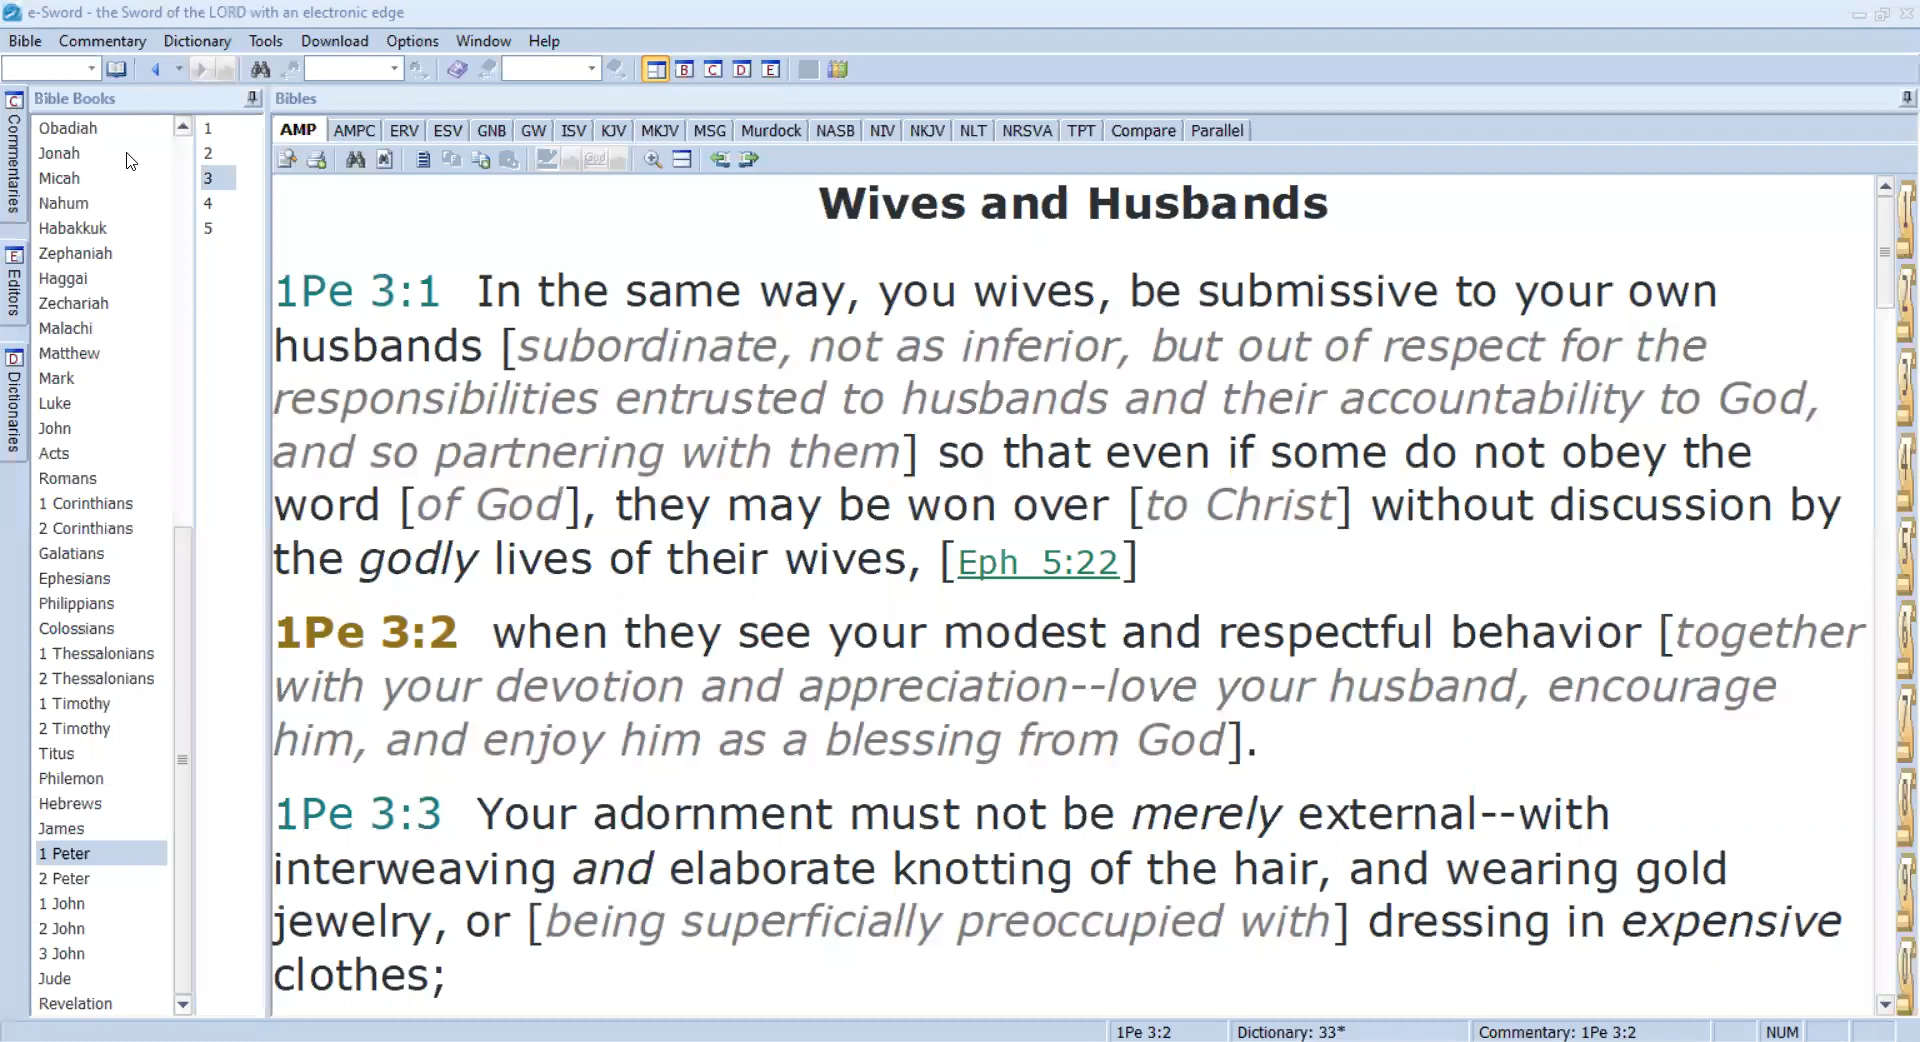 e-Sword - the Sword of the LORD with an electronic edge
Bible Commentary Dictionary Tools Download Options Window Help
B C D E
Bible Books
Bibles
C Commentaries
E Editors
D Dictionaries
Obadiah
Jonah
Micah
Nahum
Habakkuk
Zephaniah
Haggai
Zechariah
Malachi
Matthew
Mark
Luke
John
Acts
Romans
1 Corinthians
2 Corinthians
Galatians
Ephesians
Philippians
Colossians
1 Thessalonians
2 Thessalonians
1 Timothy
2 Timothy
Titus
Philemon
Hebrews
James
1 Peter
2 Peter
1 John
2 John
3 John
Jude
Revelation
1
2
3
4
5
AMP AMPC ERV ESV GNB GW ISV KJV MKJV MSG Murdock NASB NIV NKJV NLT NRSVA TPT Compare Parallel
Wives and Husbands
1Pe 3:1 In the same way, you wives, be submissive to your own
husbands [subordinate, not as inferior, but out of respect for the
responsibilities entrusted to husbands and their accountability to God,
and so partnering with them] so that even if some do not obey the
word [of God], they may be won over [to Christ] without discussion by
the godly lives of their wives, [Eph 5:22]
1Pe 3:2 when they see your modest and respectful behavior [together
with your devotion and appreciation--love your husband, encourage
him, and enjoy him as a blessing from God].
1Pe 3:3 Your adornment must not be merely external--with
interweaving and elaborate knotting of the hair, and wearing gold
jewelry, or [being superficially preoccupied with] dressing in expensive
clothes;
1Pe 3:2 Dictionary: 33* Commentary: 1Pe 3:2 NUM